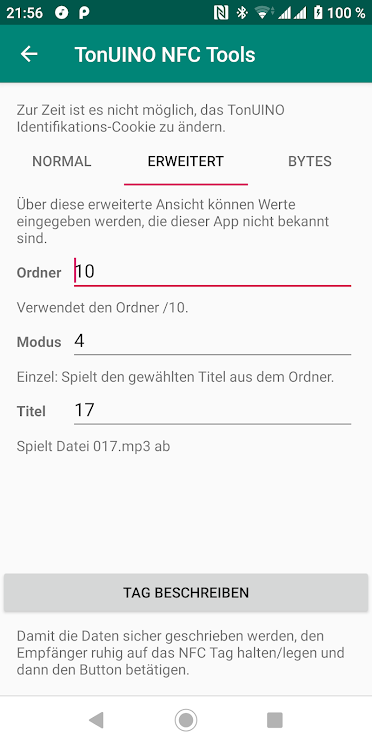 21:56 100 %
TonUINO NFC Tools
Zur Zeit ist es nicht möglich, das TonUINO
Identifikations-Cookie zu ändern.
NORMAL ERWEITERT BYTES
Über diese erweiterte Ansicht können Werte
eingegeben werden, die dieser App nicht bekannt
sind.
Ordner 10
Verwendet den Ordner /10.
Modus 4
Einzel: Spielt den gewählten Titel aus dem Ordner.
Titel 17
Spielt Datei 017.mp3 ab
TAG BESCHREIBEN
Damit die Daten sicher geschrieben werden, den
Empfänger ruhig auf das NFC Tag halten/legen und
dann den Button betätigen.